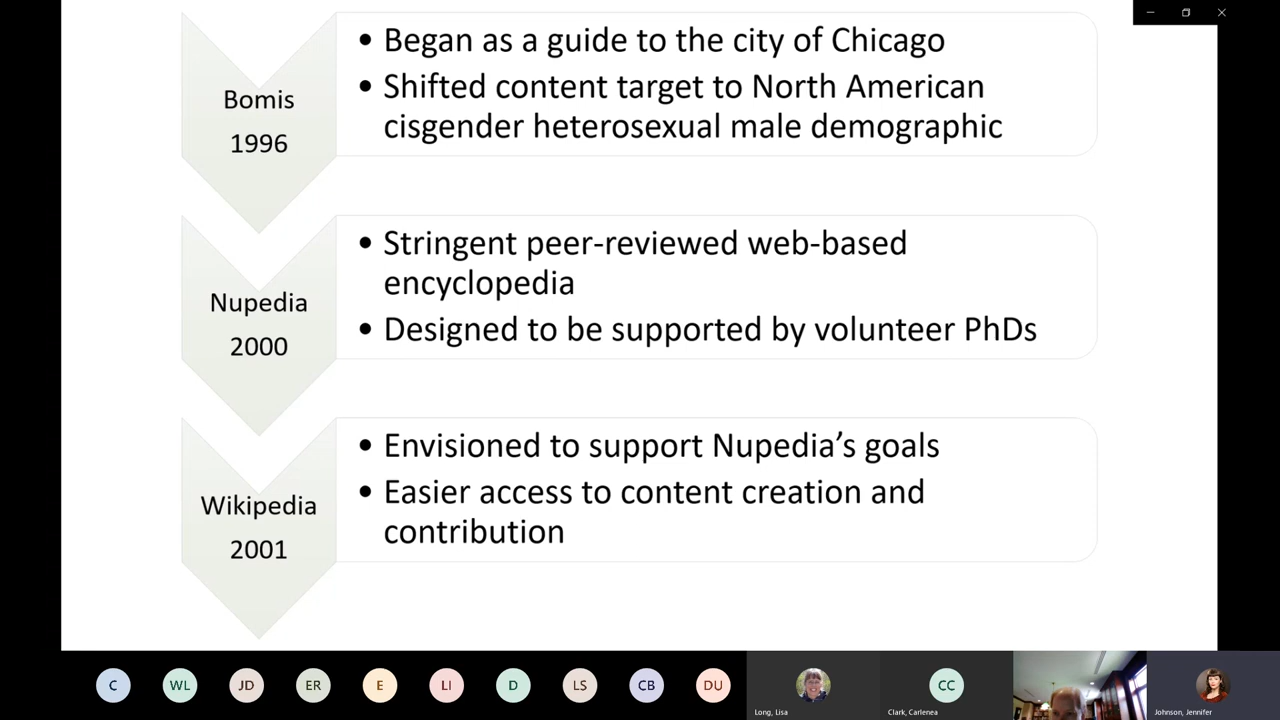 Bomis
1996
• Began as a guide to the city of Chicago
• Shifted content target to North American
cisgender heterosexual male demographic
Nupedia
2000
• Stringent peer-reviewed web-based
encyclopedia
• Designed to be supported by volunteer PhDs
Wikipedia
2001
• Envisioned to support Nupedia’s goals
• Easier access to content creation and
contribution
C
WL
JD
ER
E
LI
D
LS
CB
DU
Long, Lisa
CC
Clark, Carlenea
Johnson, Jennifer